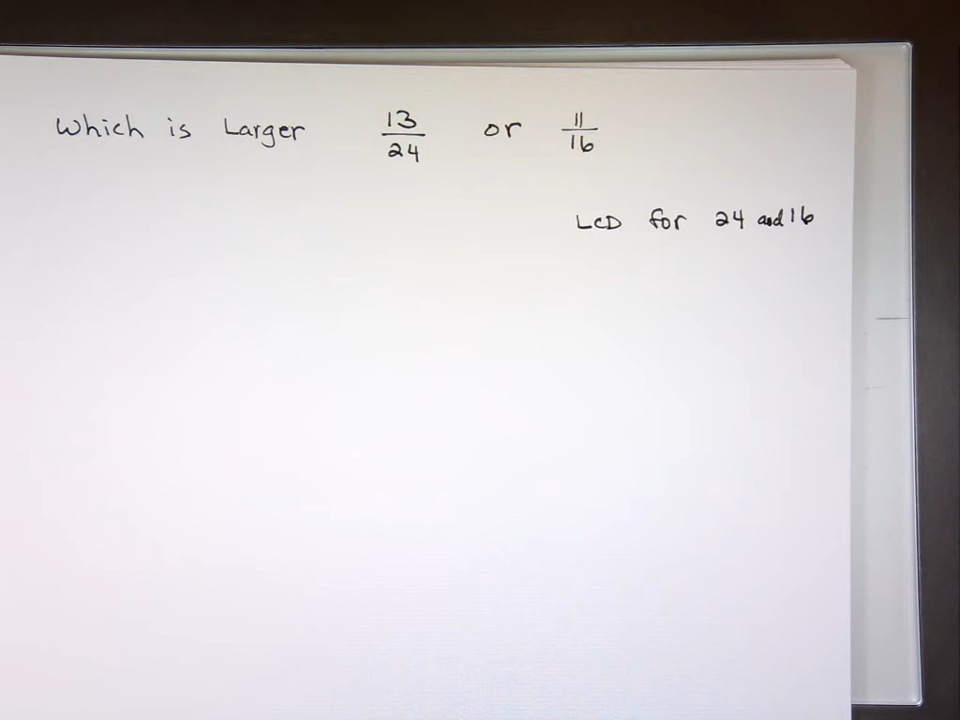 Which is Larger 13/24 or 11/16
LCD for 24 and 16